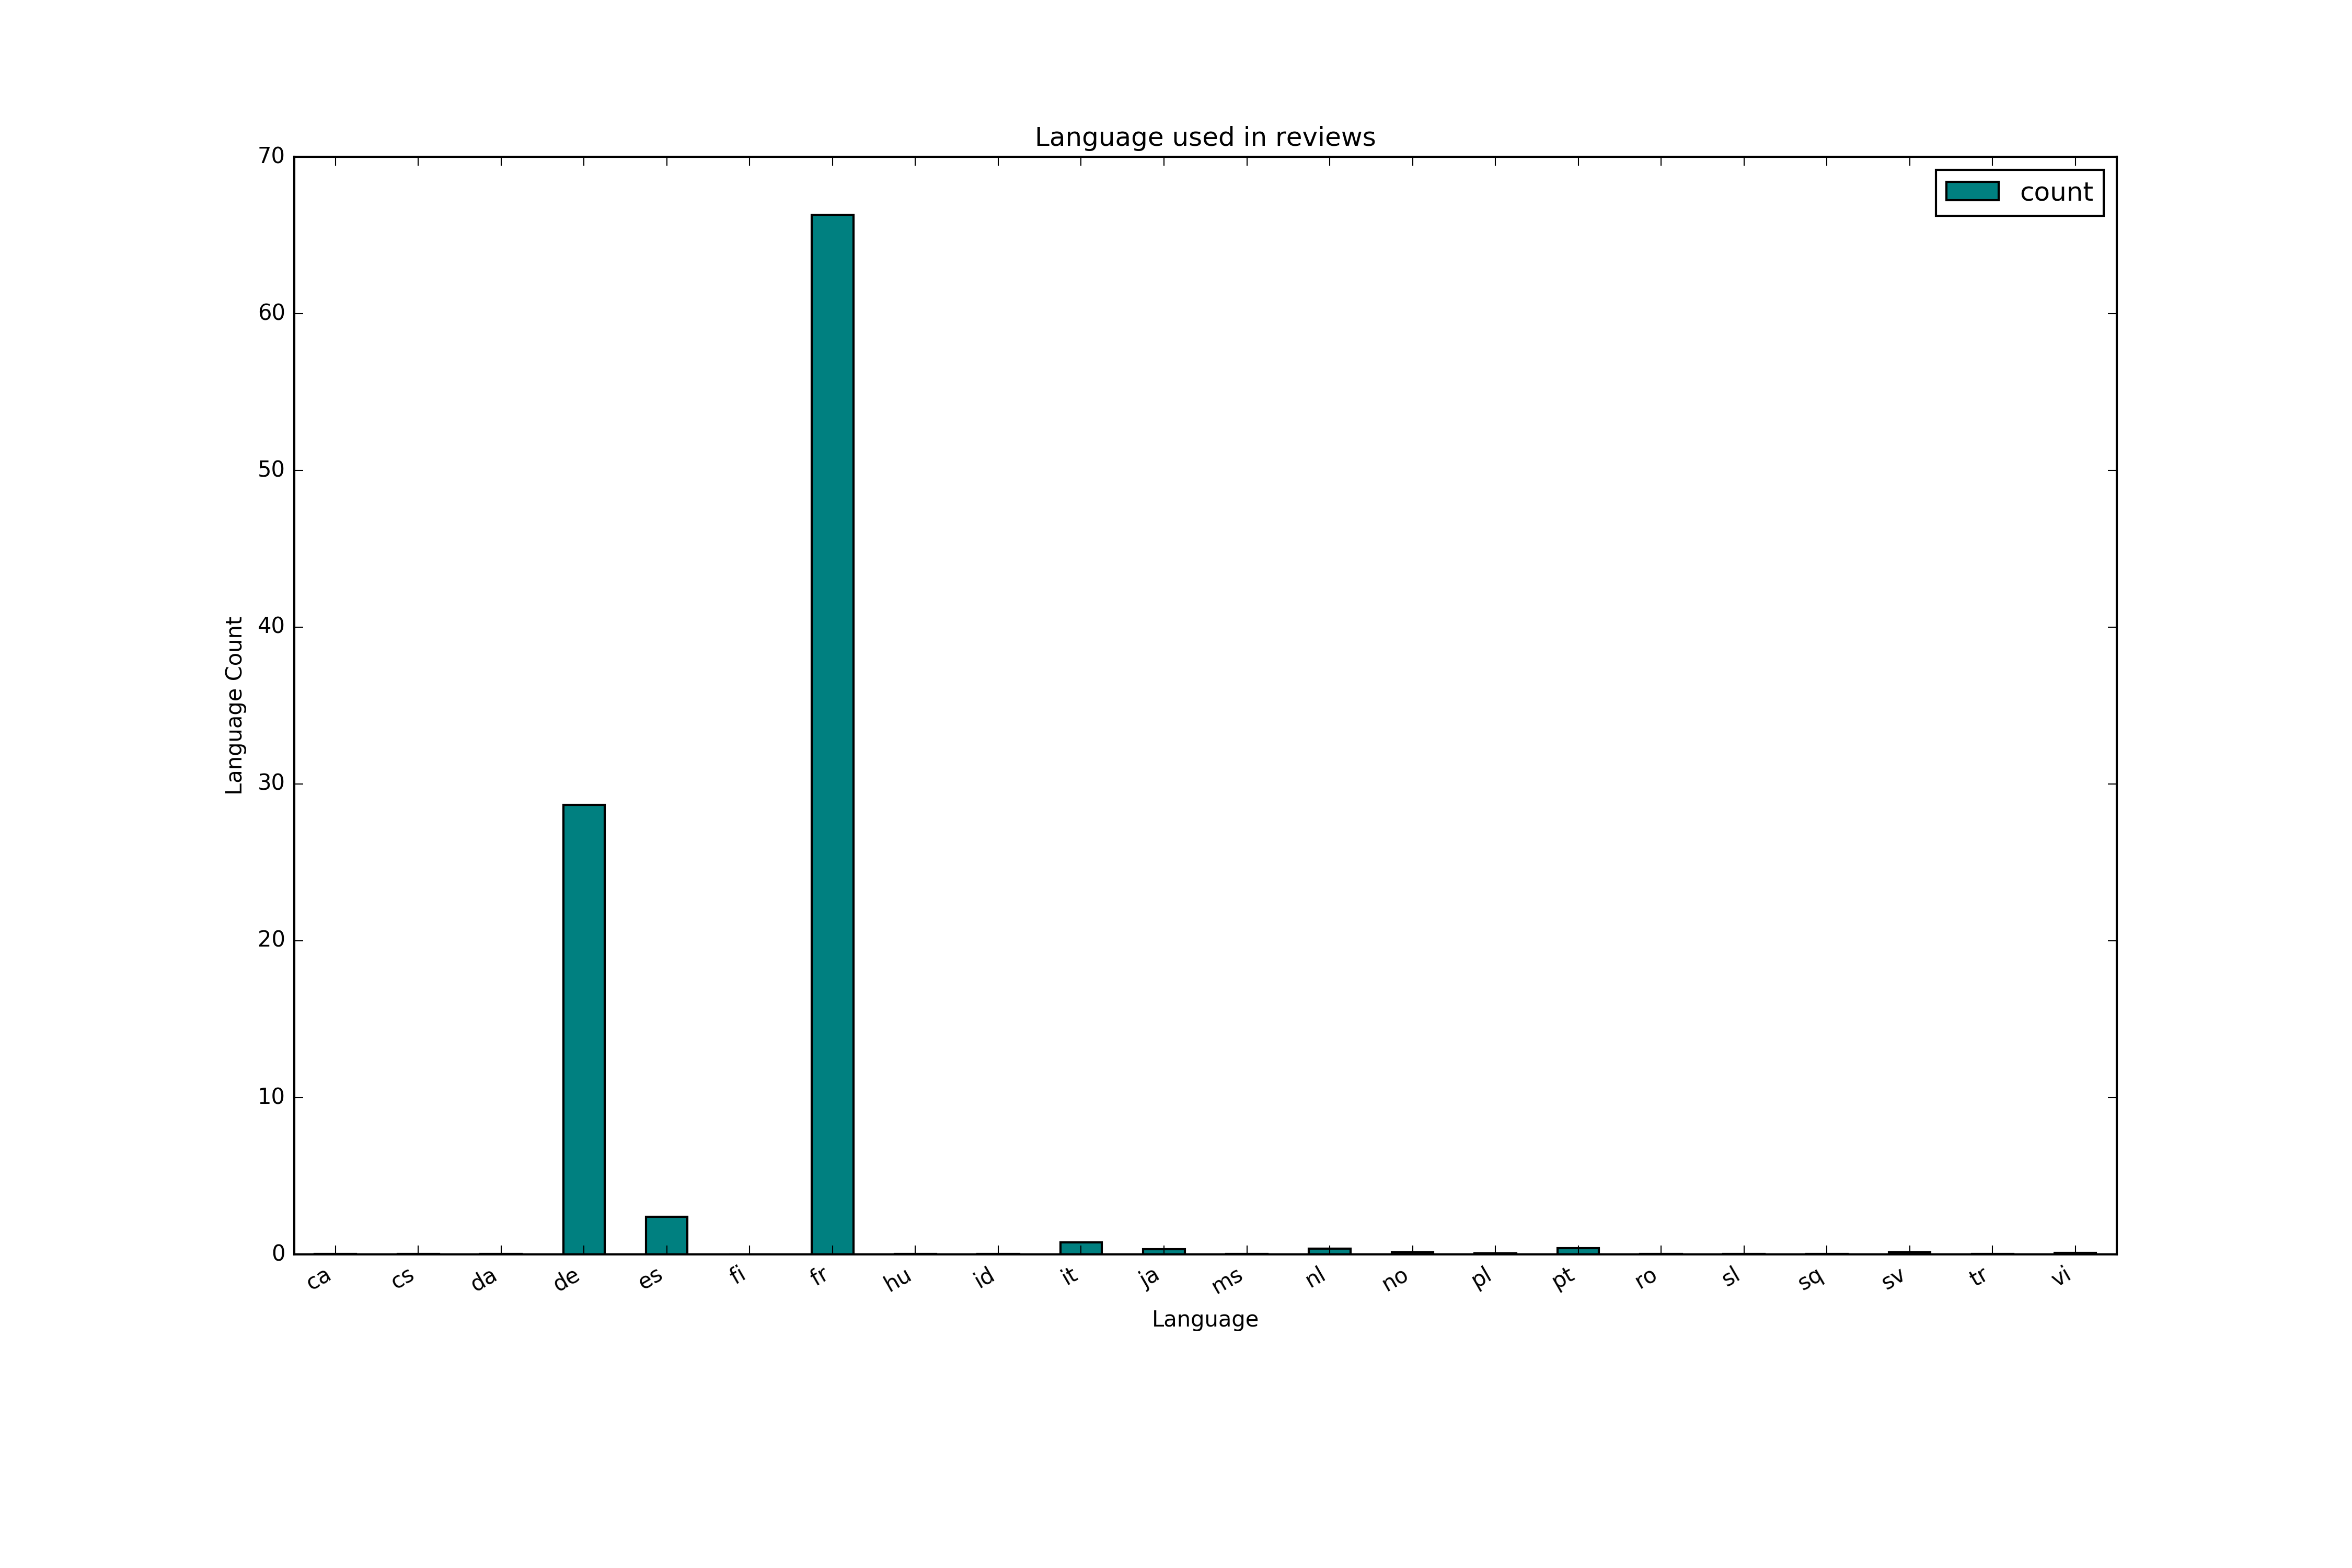 Language used in reviews
count
70
60
50
40
30
20
10
0
Language Count
ca cs da de es fi fr hu id it ja ms nl no pl pt ro sl sq sv tr vi
Language